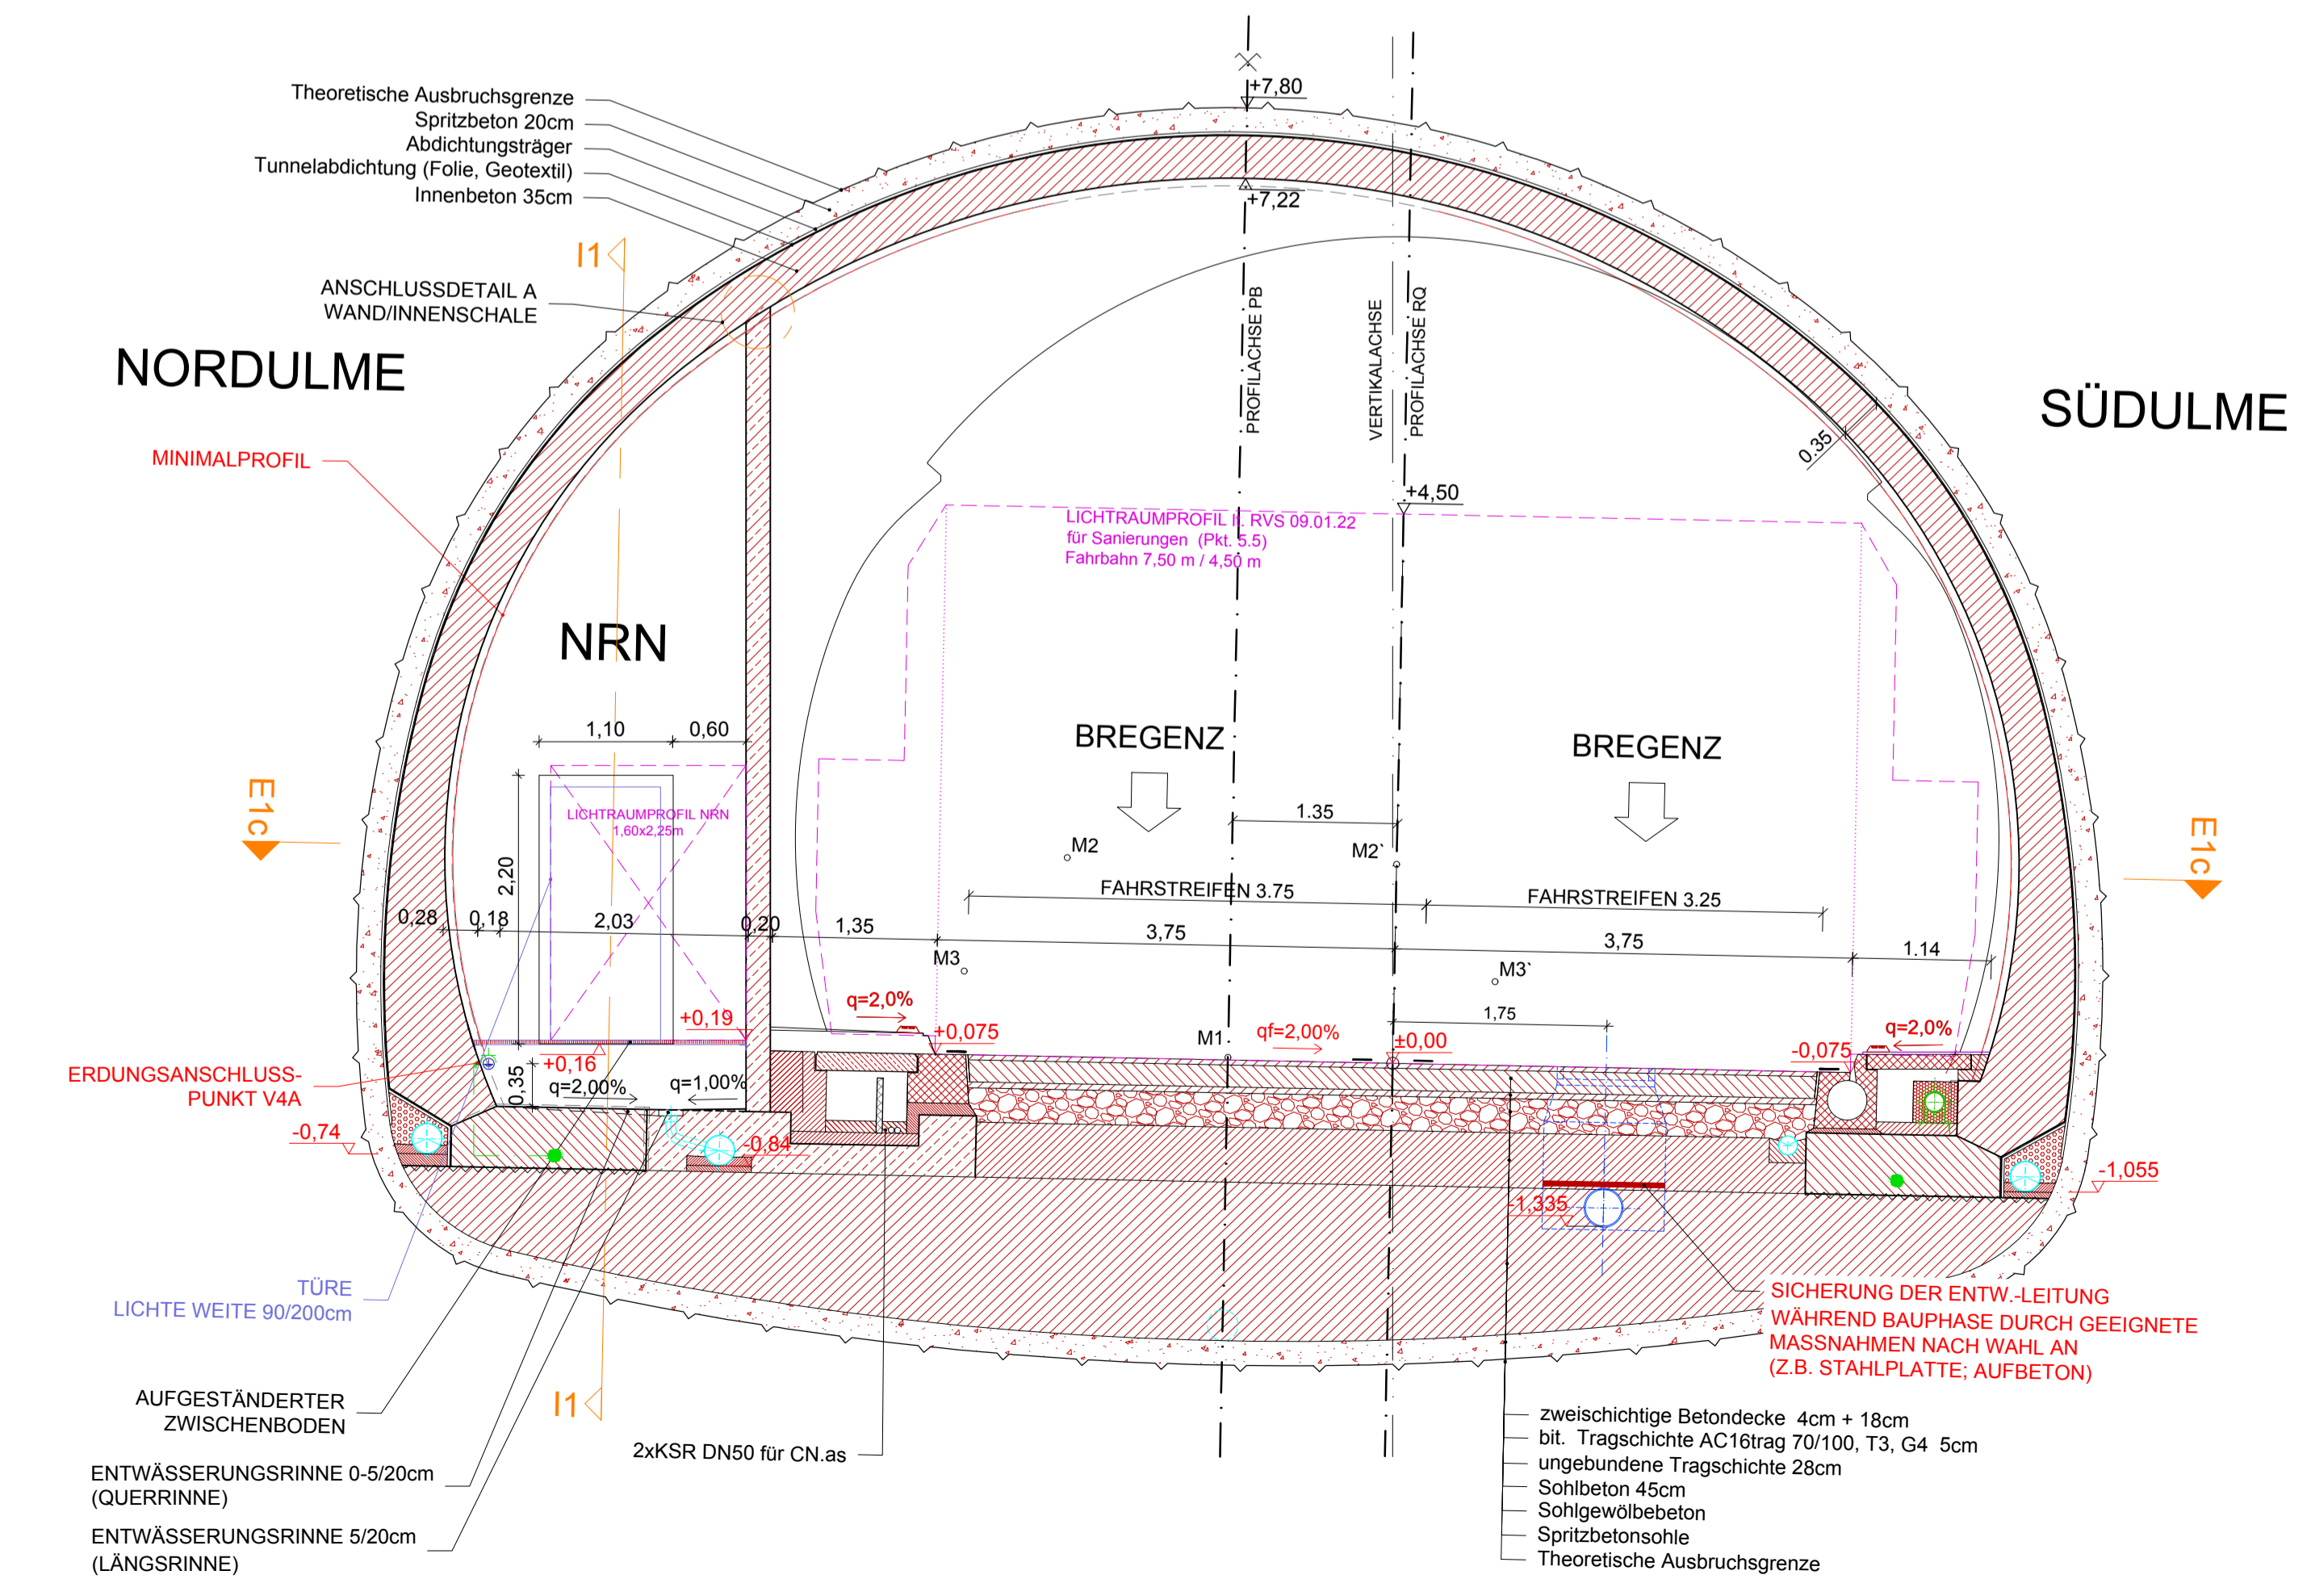 +7,80
Theoretische Ausbruchsgrenze
Spritzbeton 20cm
Abdichtungsträger
Tunnelabdichtung (Folie, Geotextil)
Innenbeton 35cm
+7,22
I1
ANSCHLUSSDETAIL A
WAND/INNENSCHALE
PROFILACHSE PB
VERTIKALACHSE
PROFILACHSE RQ
NORDULME
SÜDULME
0.35
MINIMALPROFIL
+4,50
LICHTRAUMPROFIL lt. RVS 09.01.22
für Sanierungen (Pkt. 5.5)
Fahrbahn 7,50 m / 4,50 m
NRN
1,10
0,60
BREGENZ
BREGENZ
E1c
LICHTRAUMPROFIL NRN
1,60x2,25m
1.35
E1c
M2
M2`
2,20
FAHRSTREIFEN 3.75
FAHRSTREIFEN 3.25
0,28
0,18
2,03
0,20
1,35
3,75
3,75
1.14
M3
M3`
q=2,0%
1,75
+0,19
+0,075
M1
qf=2,00%
±0,00
-0,075
q=2,0%
+0,16
ERDUNGSANSCHLUSS-
PUNKT V4A
0,35
q=2,00%
q=1,00%
-0,74
-0,84
-1,055
-1,335
TÜRE
LICHTE WEITE 90/200cm
SICHERUNG DER ENTW.-LEITUNG
WÄHREND BAUPHASE DURCH GEEIGNETE
MASSNAHMEN NACH WAHL AN
(Z.B. STAHLPLATTE; AUFBETON)
AUFGESTÄNDERTER
ZWISCHENBODEN
I1
2xKSR DN50 für CN.as
zweischichtige Betondecke 4cm + 18cm
bit. Tragschichte AC16trag 70/100, T3, G4 5cm
ungebundene Tragschichte 28cm
Sohlbeton 45cm
Sohlgewölbebeton
Spritzbetonsohle
Theoretische Ausbruchsgrenze
ENTWÄSSERUNGSRINNE 0-5/20cm
(QUERRINNE)
ENTWÄSSERUNGSRINNE 5/20cm
(LÄNGSRINNE)